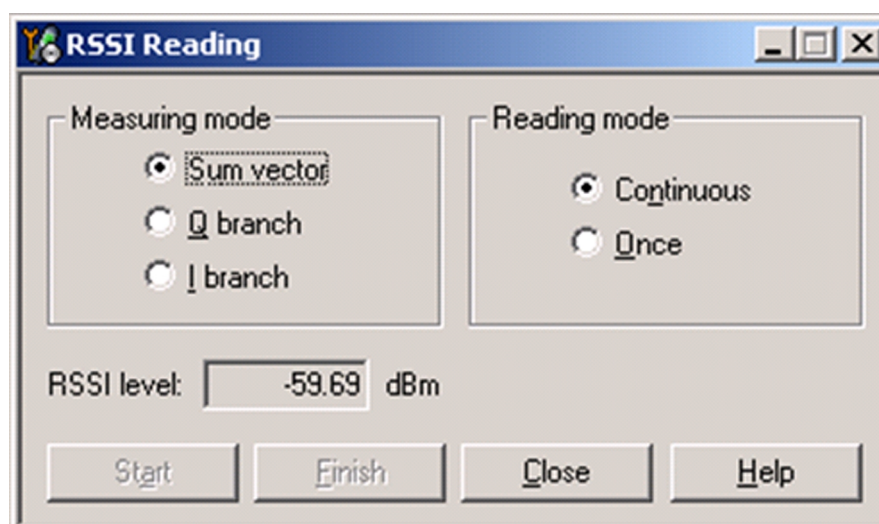 RSSI Reading
Measuring mode
Sum vector
Q branch
I branch
Reading mode
Continuous
Once
RSSI level: -59.69 dBm
Start Finish Close Help